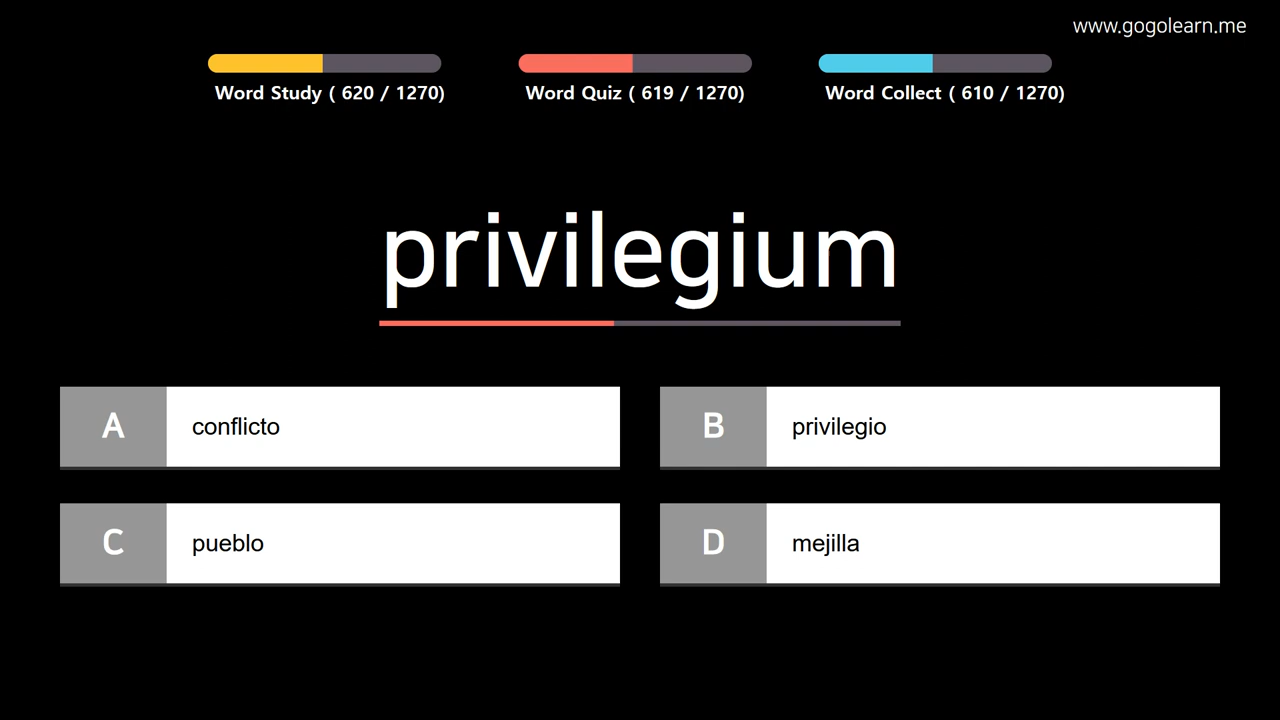 www.gogolearn.me
Word Study ( 620 / 1270)
Word Quiz ( 619 / 1270)
Word Collect ( 610 / 1270)
privilegium
A conflicto
B privilegio
C pueblo
D mejilla